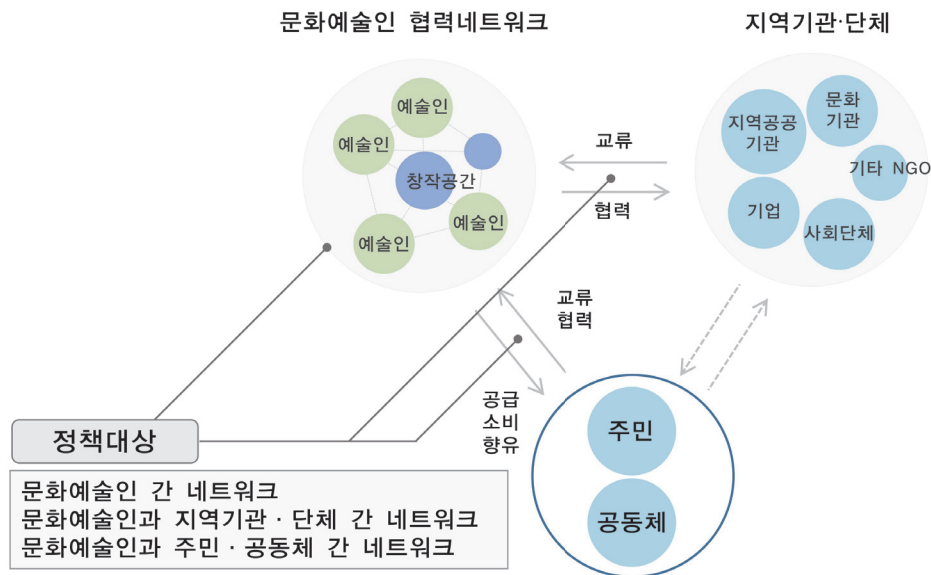 문화예술인 협력네트워크
지역기관·단체
예술인
예술인
창작공간
예술인
예술인
교류
협력
지역공공
기관
문화
기관
기타 NGO
기업
사회단체
교류
협력
공급
소비
향유
주민
공동체
정책대상
문화예술인 간 네트워크
문화예술인과 지역기관·단체 간 네트워크
문화예술인과 주민·공동체 간 네트워크